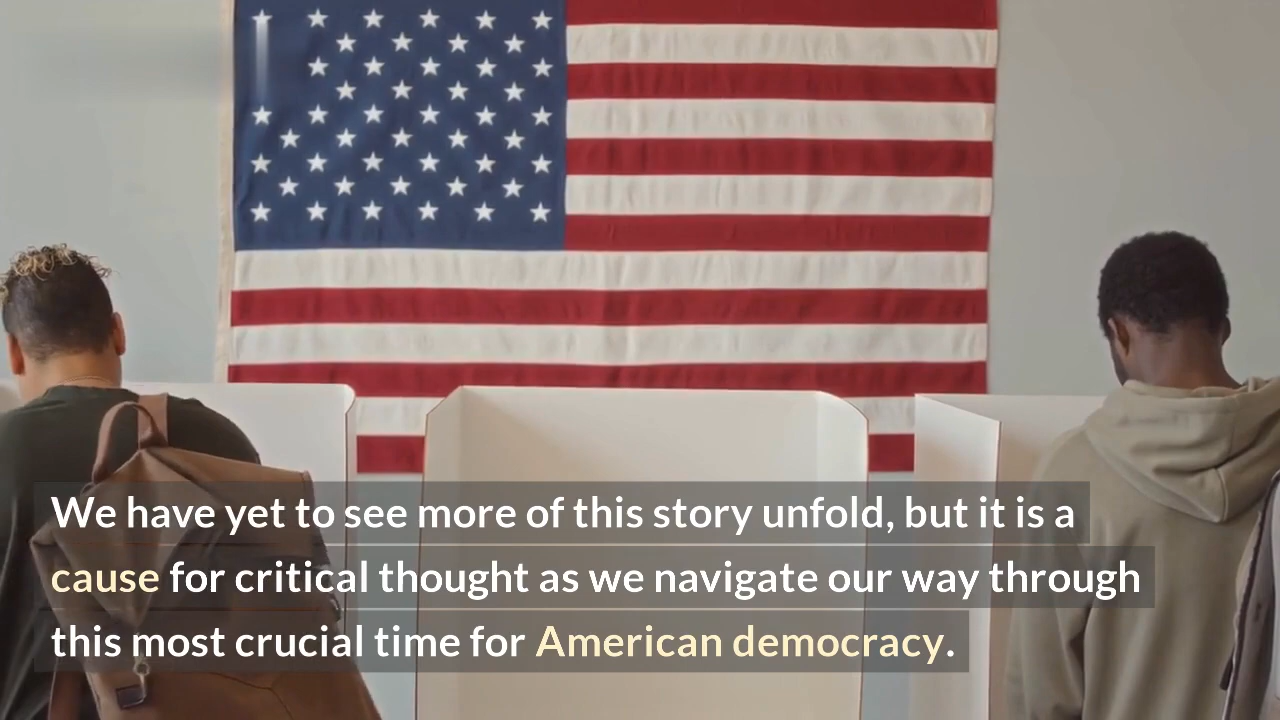 We have yet to see more of this story unfold, but it is a
cause for critical thought as we navigate our way through
this most crucial time for American democracy.